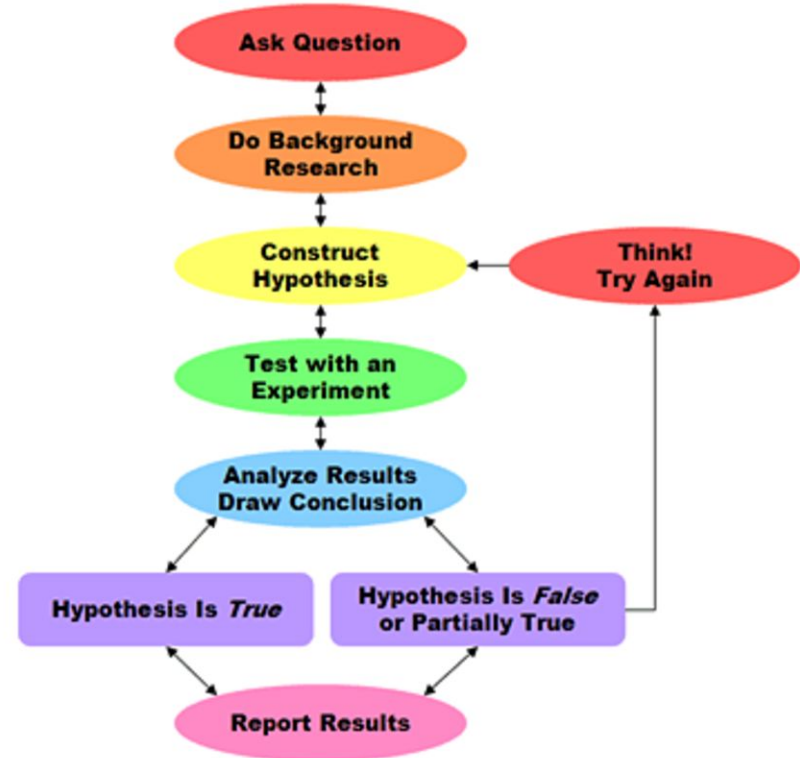 Ask Question
Do Background
Research
Construct
Hypothesis
Think!
Try Again
Test with an
Experiment
Analyze Results
Draw Conclusion
Hypothesis Is True
Hypothesis Is False
or Partially True
Report Results